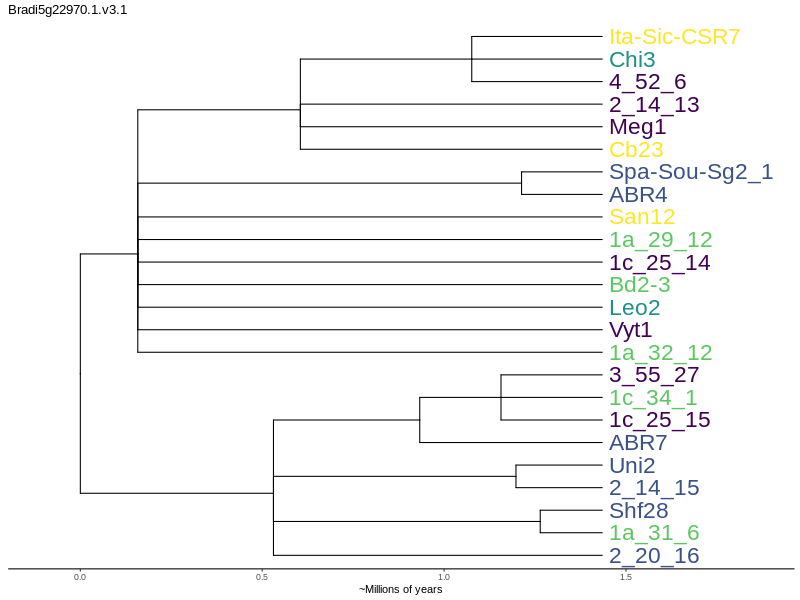 Bradi5g22970.1.v3.1
Ita-Sic-CSR7
Chi3
4_52_6
2_14_13
Meg1
Cb23
Spa-Sou-Sg2_1
ABR4
San12
1a_29_12
1c_25_14
Bd2-3
Leo2
Vyt1
1a_32_12
3_55_27
1c_34_1
1c_25_15
ABR7
Uni2
2_14_15
Shf28
1a_31_6
2_20_16
0.0 0.5 1.0 1.5
~Millions of years